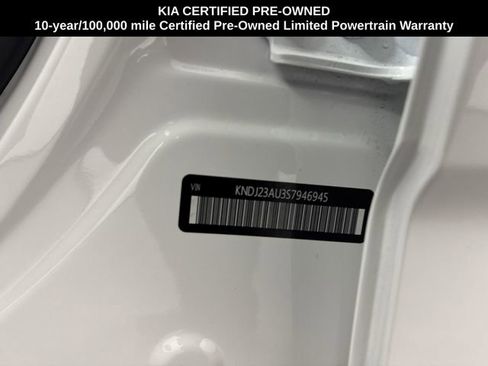 KIA CERTIFIED PRE-OWNED
10-year/100,000 mile Certified Pre-Owned Limited Powertrain Warranty
VIN
KNDJ23AU3S7946945